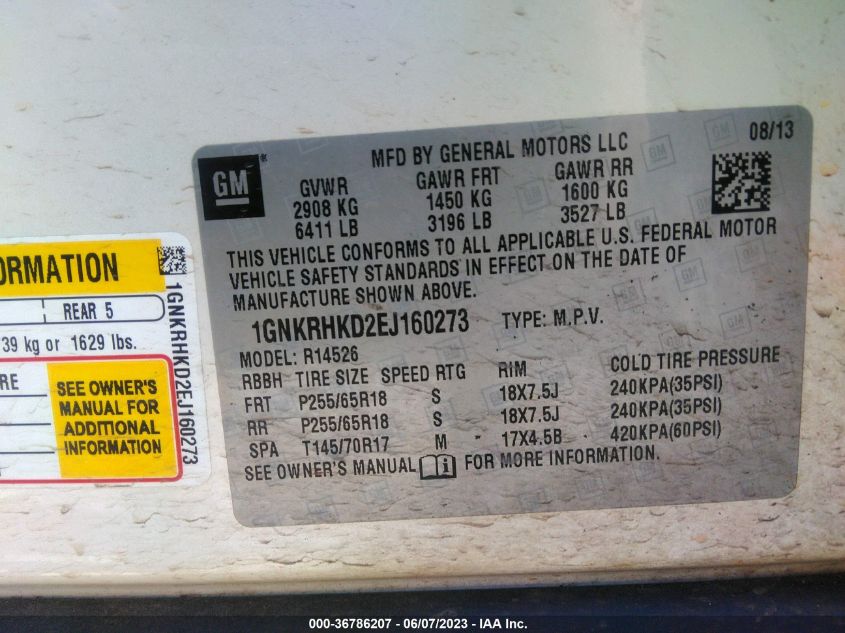 MFD BY GENERAL MOTORS LLC 08/13
GM
GVWR GAWR FRT GAWR RR
2908 KG 1450 KG 1600 KG
6411 LB 3196 LB 3527 LB
THIS VEHICLE CONFORMS TO ALL APPLICABLE U.S. FEDERAL MOTOR
VEHICLE SAFETY STANDARDS IN EFFECT ON THE DATE OF
MANUFACTURE SHOWN ABOVE.
1GNKRHKD2EJ160273 TYPE: M.P.V.
MODEL: R14526
RBBH TIRE SIZE SPEED RTG RIM COLD TIRE PRESSURE
FRT P255/65R18 S 18X7.5J 240KPA(35PSI)
RR P255/65R18 S 18X7.5J 240KPA(35PSI)
SPA T145/70R17 M 17X4.5B 420KPA(60PSI)
SEE OWNER'S MANUAL FOR MORE INFORMATION.
ORMATION
REAR 5
39 kg or 1629 lbs.
RE
SEE OWNER'S
MANUAL FOR
ADDITIONAL
INFORMATION
1GNKRHKD2EJ160273
000-36786207 - 06/07/2023 - IAA Inc.